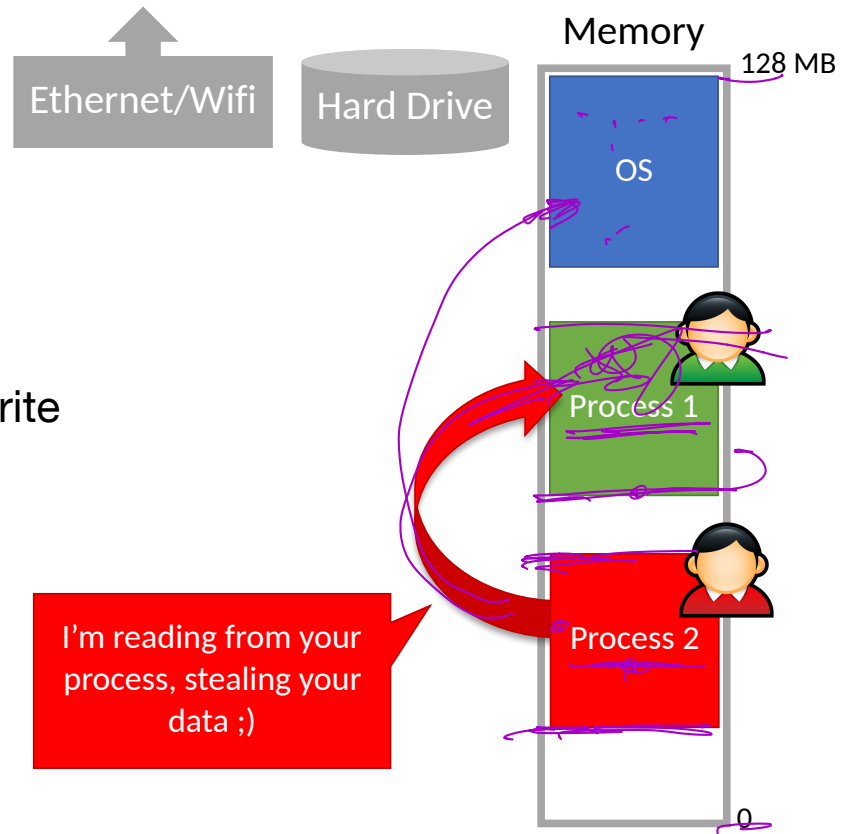 Memory
128 MB
Ethernet/Wifi
Hard Drive
OS
rite
Process 1
I'm reading from your
process, stealing your
data ;)
Process 2
0